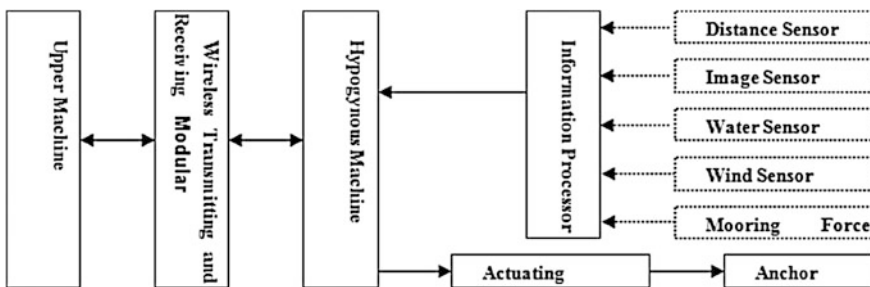 Upper Machine
Wireless Transmitting and
Receiving Modular
Hypogynous Machine
Information Processor
Distance Sensor
Image Sensor
Water Sensor
Wind Sensor
Mooring Force
Actuating
Anchor